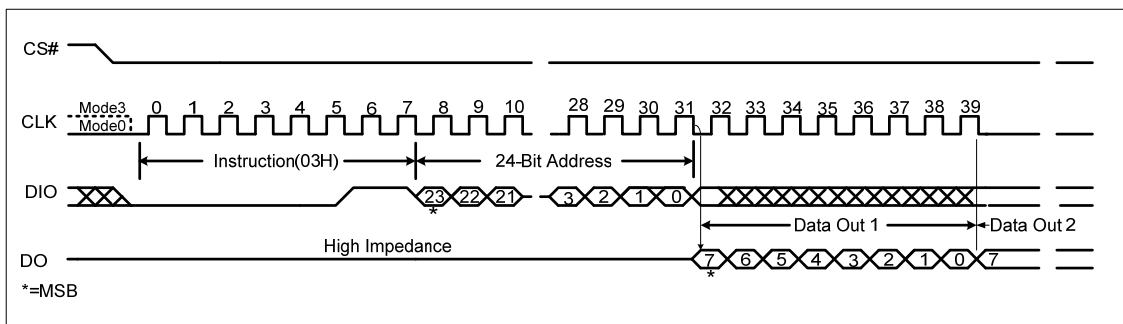 CS#
Mode3
CLK
Mode0
0 1 2 3 4 5 6 7 8 9 10 28 29 30 31 32 33 34 35 36 37 38 39
Instruction(03H) 24-Bit Address
DIO
23 22 21 3 2 1 0
*
Data Out 1 Data Out 2
High Impedance
DO
7 6 5 4 3 2 1 0 7
*
*=MSB